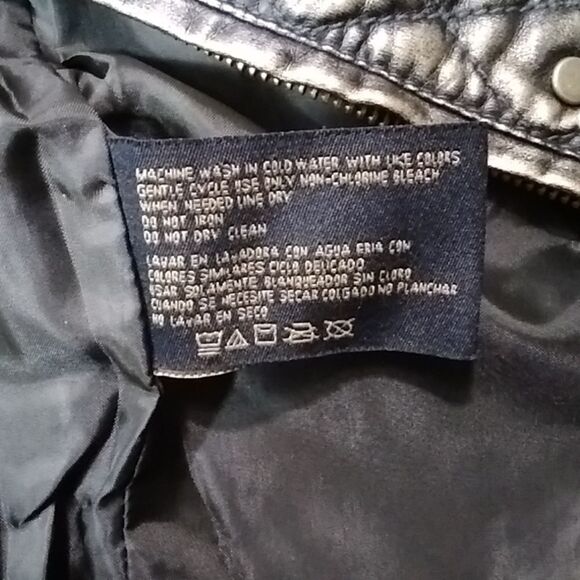 MACHINE WASH IN COLD WATER WITH LIKE COLORS
GENTLE CYCLE USE ONLY NON-CHLORINE BLEACH
WHEN NEEDED LINE DRY
DO NOT IRON
DO NOT DRY CLEAN
LAVAR EN LAVADORA CON AGUA FRIA CON
COLORES SIMILARES CICLO DELICADO
USAR SOLAMENTE BLANQUEADOR SIN CLORO
CUANDO SE NECESITE SECAR COLGADO NO PLANCHAR
NO LAVAR EN SECO